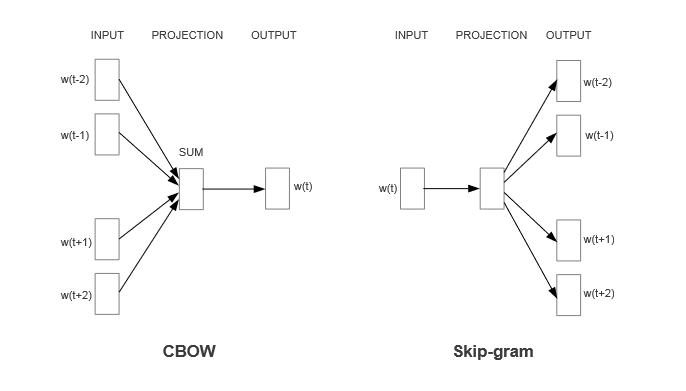 INPUT PROJECTION OUTPUT
w(t-2)
w(t-1)
SUM
w(t)
w(t+1)
w(t+2)
CBOW
INPUT PROJECTION OUTPUT
w(t-2)
w(t-1)
w(t)
w(t+1)
w(t+2)
Skip-gram